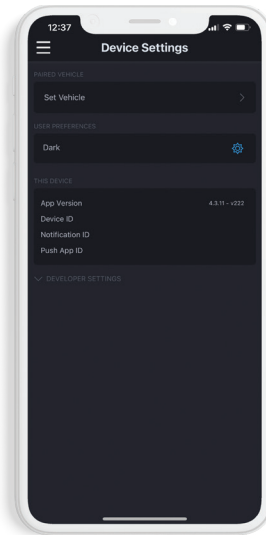 12:37
Device Settings
PAIRED VEHICLE
Set Vehicle
USER PREFERENCES
Dark
THIS DEVICE
App Version 4.3.11 - v222
Device ID
Notification ID
Push App ID
DEVELOPER SETTINGS